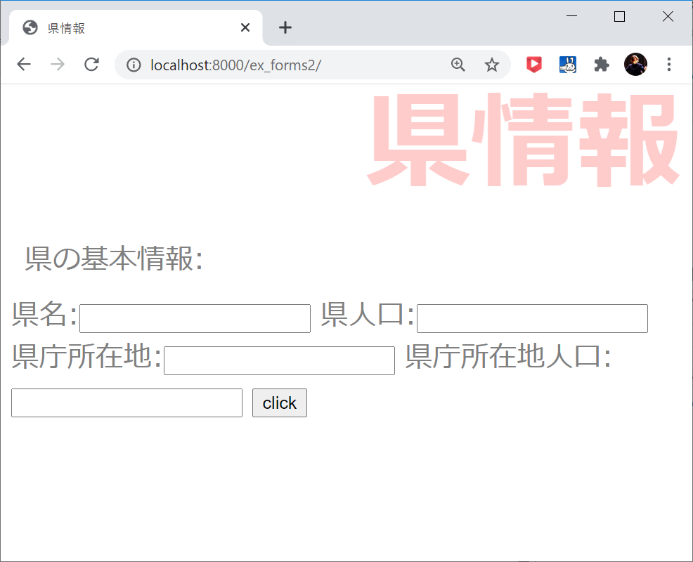 県情報
localhost:8000/ex_forms2/
県情報
県の基本情報:
県名: 県人口:
県庁所在地: 県庁所在地人口:
click